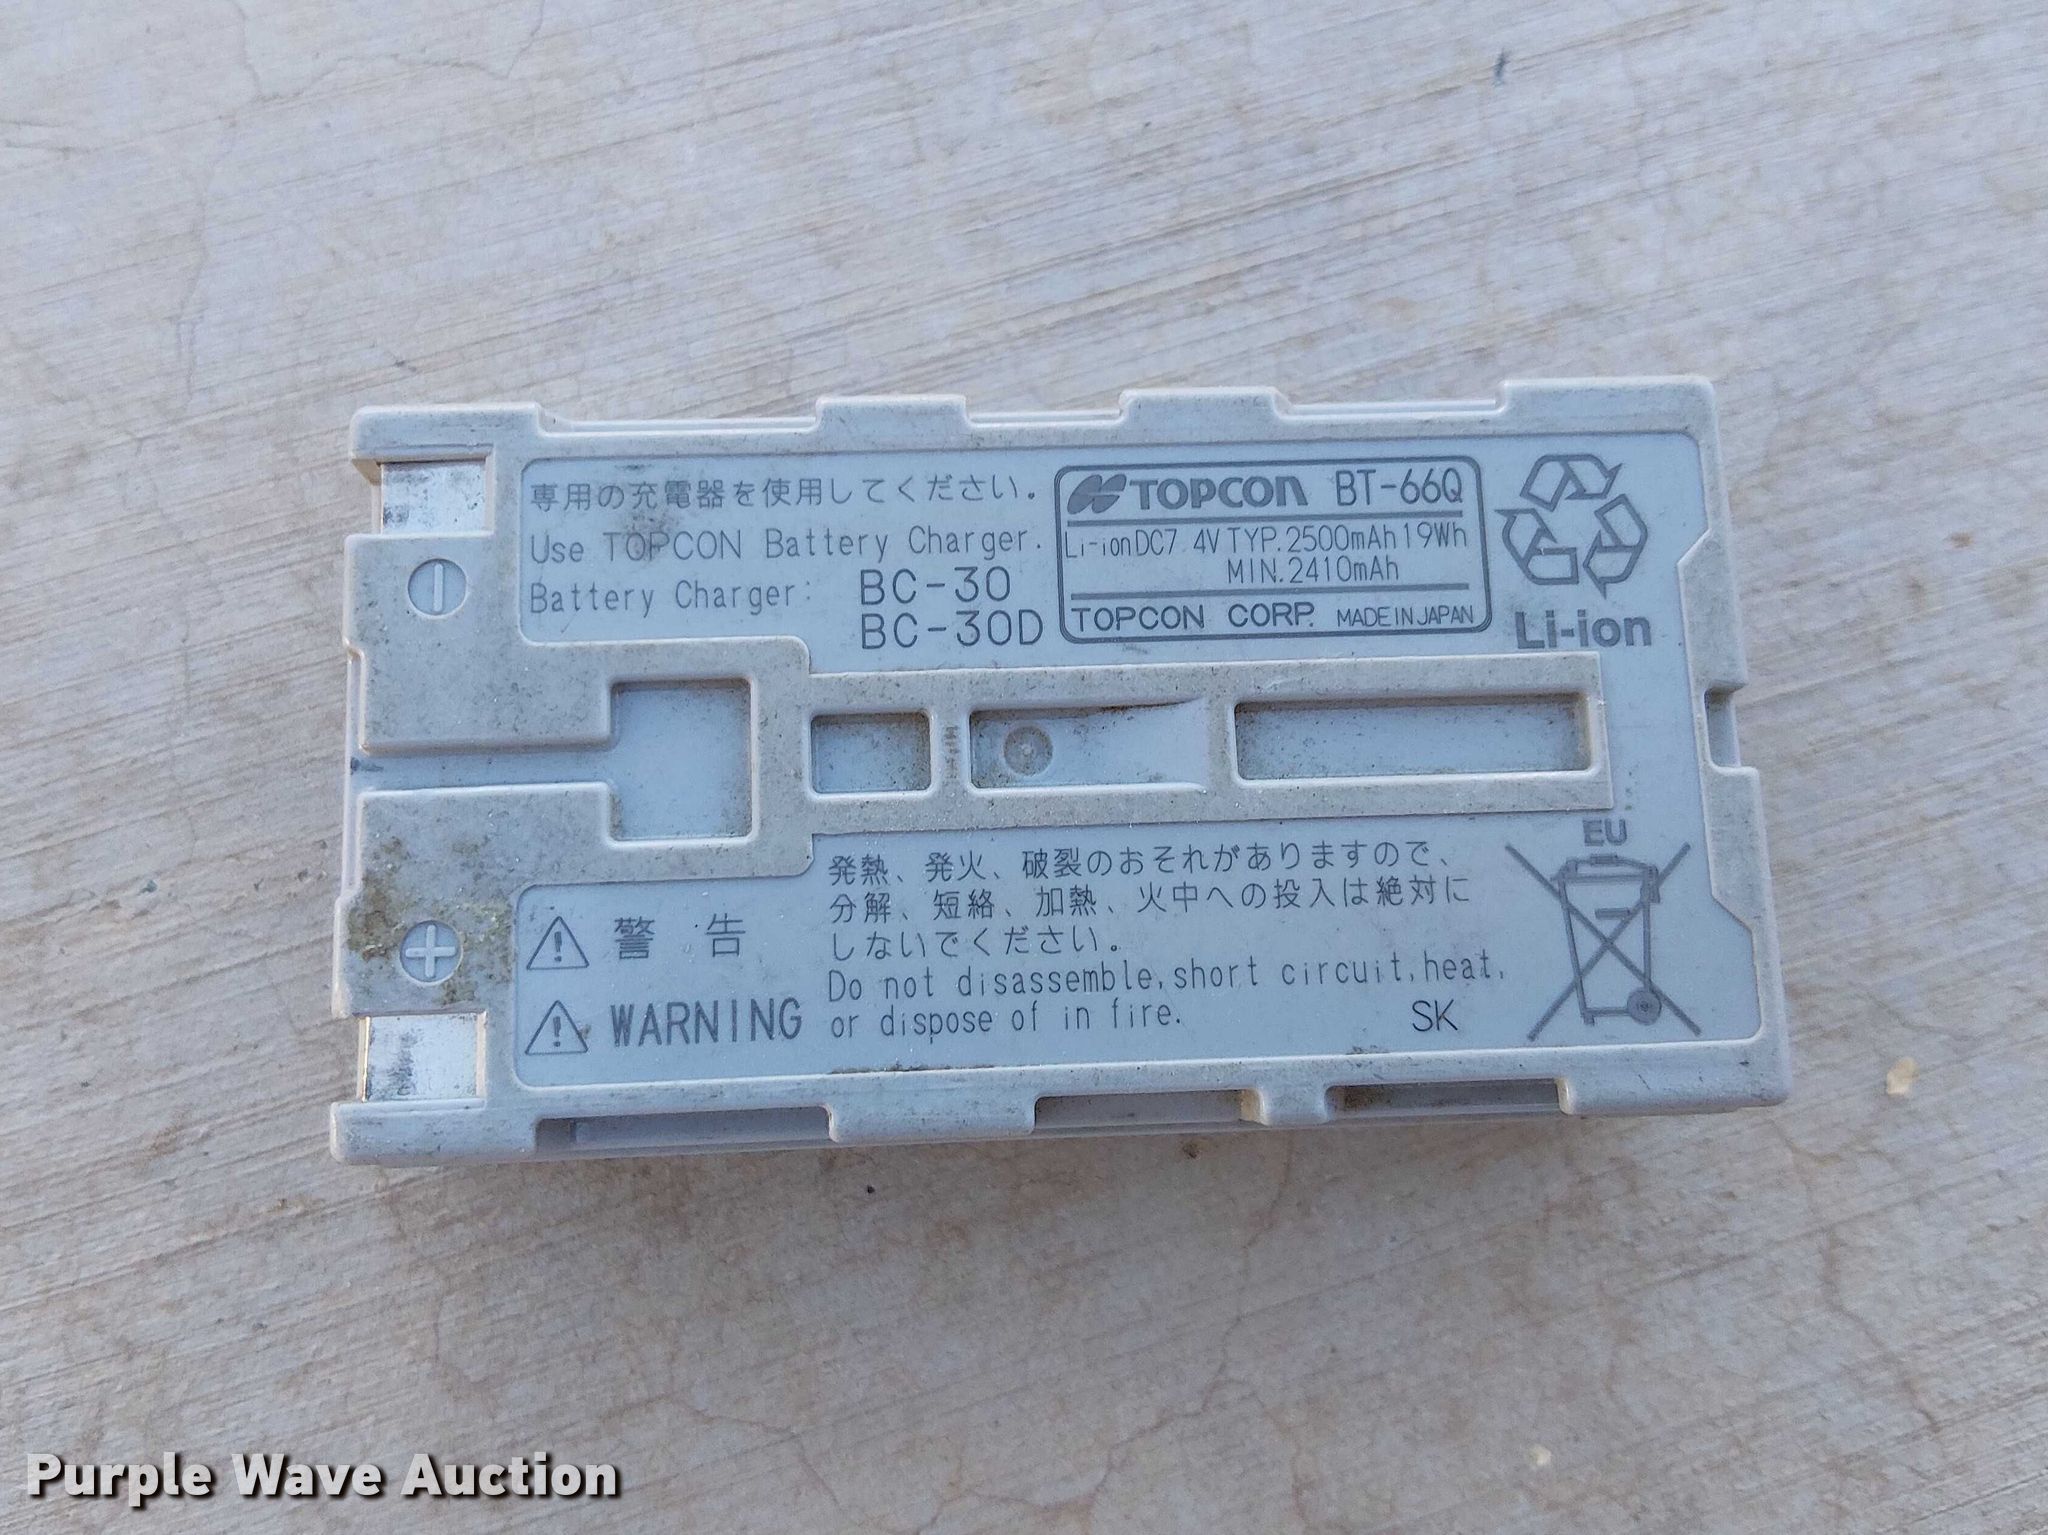 専用の充電器を使用してください。
Use TOPCON Battery Charger.
Battery Charger: BC-30
BC-30D
TOPCON BT-66Q
Li-ion DC7.4V TYP.2500mAh 19Wh
MIN.2410mAh
TOPCON CORP. MADE IN JAPAN
Li-ion
EU
警告
WARNING
発熱、発火、破裂のおそれがありますので、
分解、短絡、加熱、火中への投入は絶対に
しないでください。
Do not disassemble,short circuit,heat,
or dispose of in fire.
SK
Purple Wave Auction